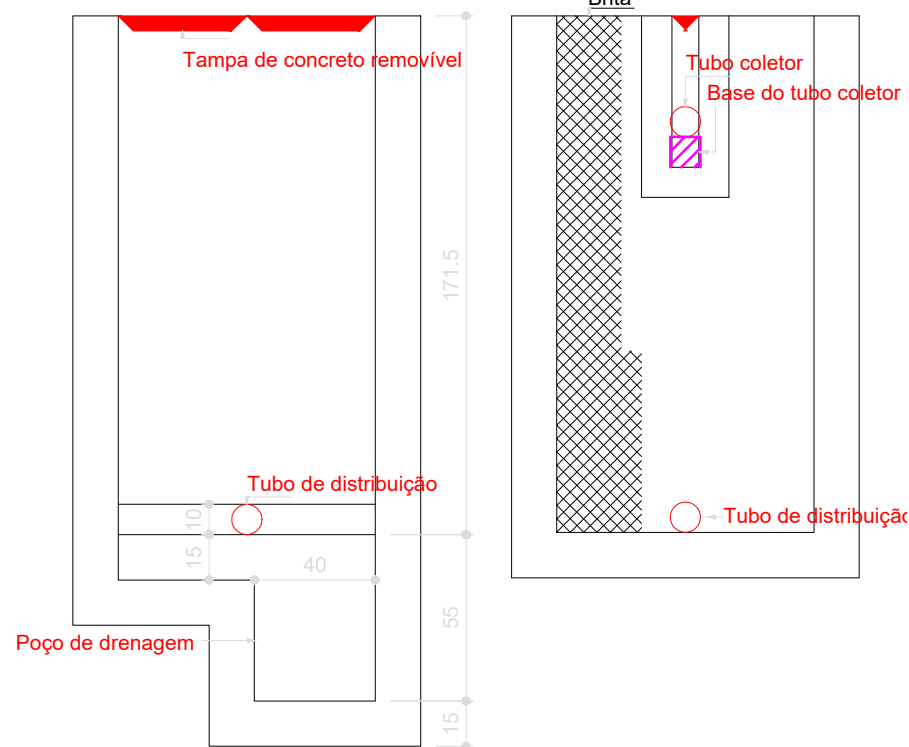 Brita
Tampa de concreto removível
Tubo coletor
Base do tubo coletor
171.5
Tubo de distribuição
10
Tubo de distribuição
15
40
55
Poço de drenagem
15